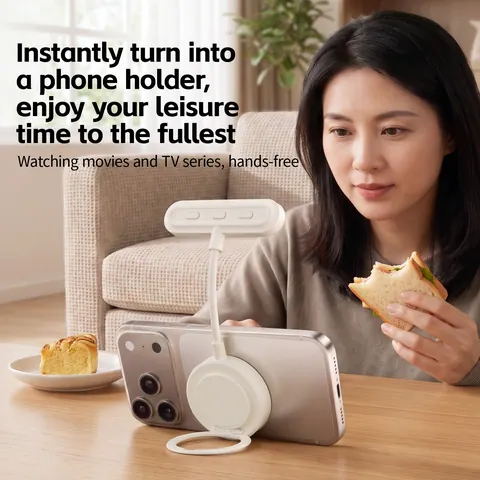 Instantly turn into
a phone holder,
enjoy your leisure
time to the fullest
Watching movies and TV series, hands-free